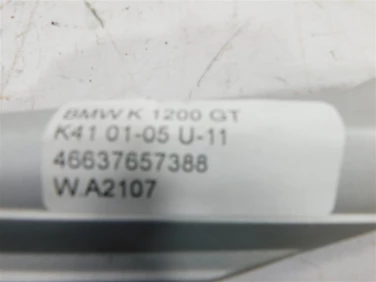 BMW K 1200 GT
K41 01-05 U-11
46637657388
W.A2107